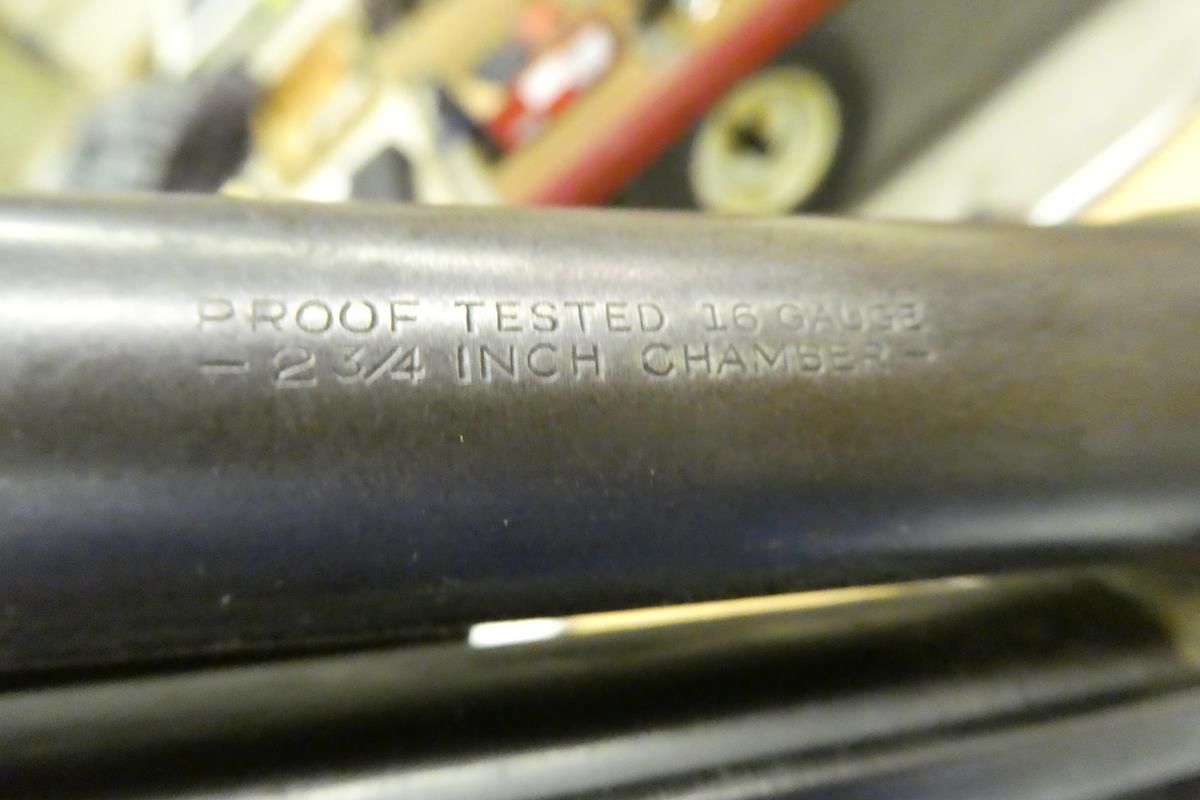 PROOF TESTED 16 GAUGE
- 2 3/4 INCH CHAMBER -